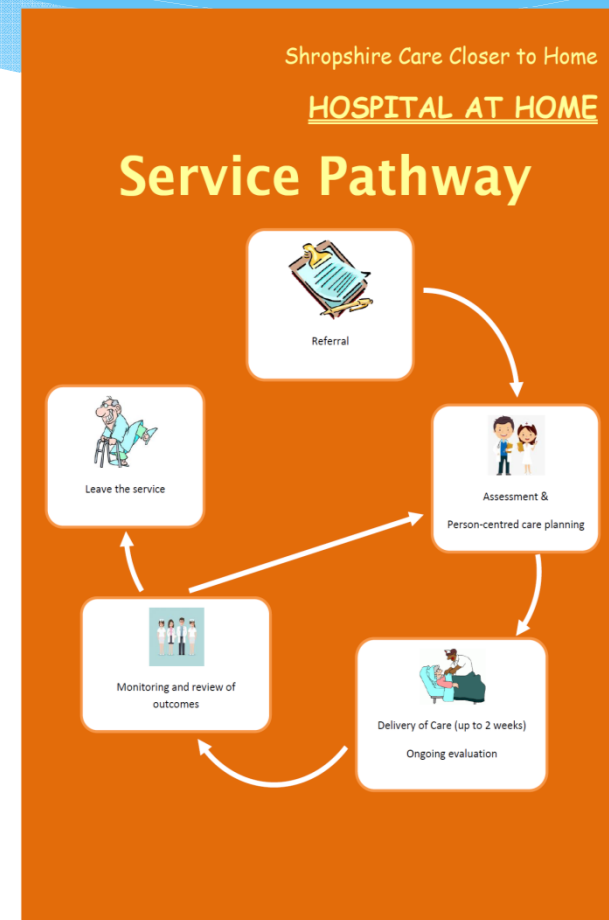 Shropshire Care Closer to Home
HOSPITAL AT HOME
Service Pathway
Referral
Assessment &
Person-centred care planning
Delivery of Care (up to 2 weeks)
Ongoing evaluation
Monitoring and review of
outcomes
Leave the service